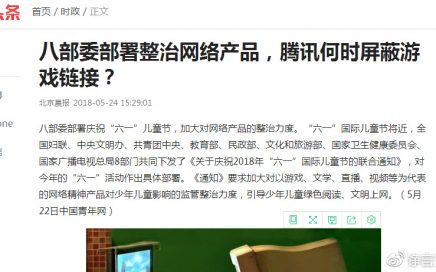 头条
首页 / 时政 / 正文
八部委部署整治网络产品，腾讯何时屏蔽游
戏链接？
北京晨报 2018-05-24 15:29:01
八部委部署庆祝“六一”儿童节，加大对网络产品的整治力度。“六一”国际儿童节将近，全
国妇联、中央文明办、共青团中央、教育部、民政部、文化和旅游部、国家卫生健康委员会、
国家广播电视总局8部门共同下发了《关于庆祝2018年“六一”国际儿童节的联合通知》，对
今年的“六一”活动作出具体部署。《通知》要求加大对以游戏、文学、直播、视频等为代表
的网络精神产品对少年儿童影响的监管整治力度，引导少年儿童绿色阅读、文明上网。（5月
22日中国青年网）
one